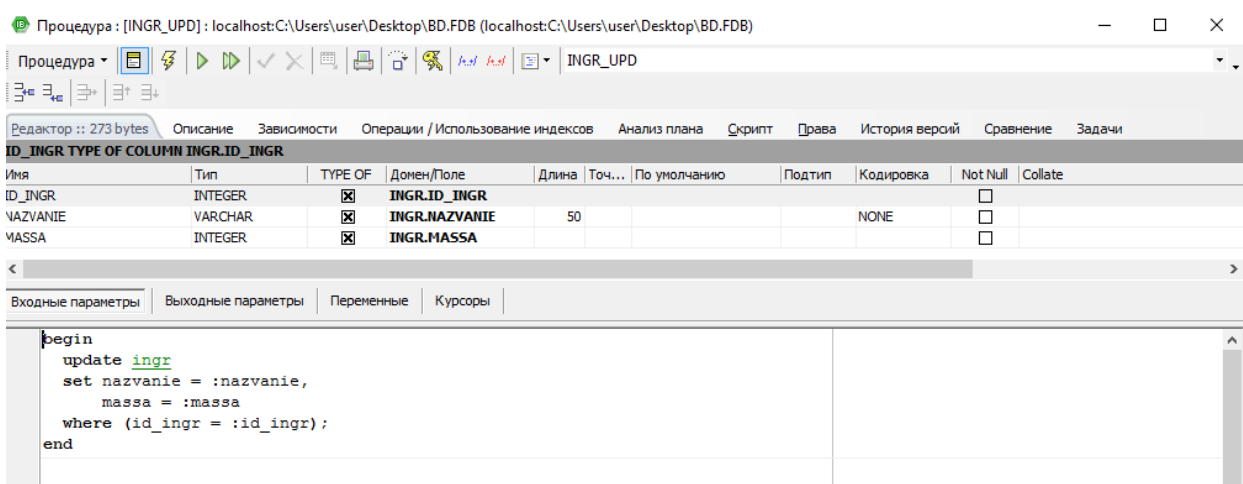 Процедура : [INGR_UPD] : localhost:C:\Users\user\Desktop\BD.FDB (localhost:C:\Users\user\Desktop\BD.FDB)
Процедура INGR_UPD
Редактор :: 273 bytes Описание Зависимости Операции / Использование индексов Анализ плана Скрипт Права История версий Сравнение Задачи
ID_INGR TYPE OF COLUMN INGR.ID_INGR
Имя Тип TYPE OF Домен/Поле Длина Точ... По умолчанию Подтип Кодировка Not Null Collate
ID_INGR INTEGER INGR.ID_INGR
NAZVANIE VARCHAR INGR.NAZVANIE 50 NONE
MASSA INTEGER INGR.MASSA
Входные параметры Выходные параметры Переменные Курсоры
begin
update ingr
set nazvanie = :nazvanie,
massa = :massa
where (id_ingr = :id_ingr);
end